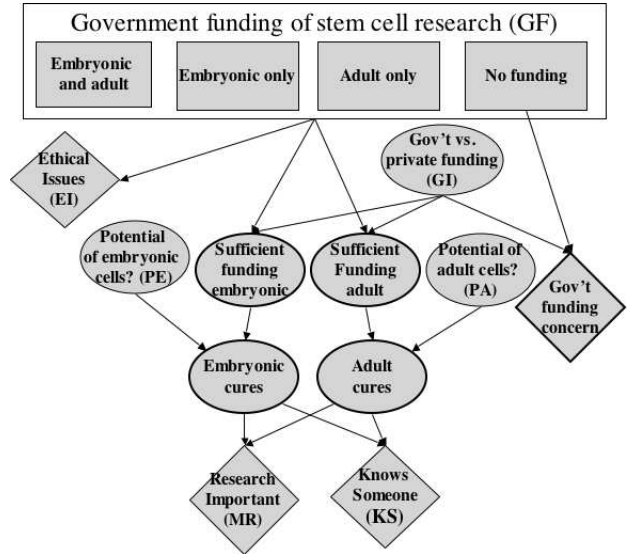 Government funding of stem cell research (GF)
Embryonic
and adult
Embryonic only
Adult only
No funding
Ethical
Issues
(EI)
Gov't vs.
private funding
(GI)
Potential
of embryonic
cells? (PE)
Sufficient
funding
embryonic
Sufficient
Funding
adult
Potential of
adult cells?
(PA)
Gov't
funding
concern
Embryonic
cures
Adult
cures
Research
Important
(MR)
Knows
Someone
(KS)